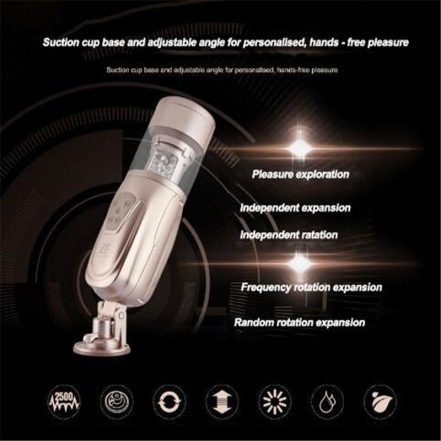 Suction cup base and adjustable angle for personalised, hands - free pleasure
Suction cup base and adjustable angle for personalised, hands-free pleasure
Pleasure exploration
Independent expansion
Independent ratation
Frequency rotation expansion
Random rotation expansion
2500